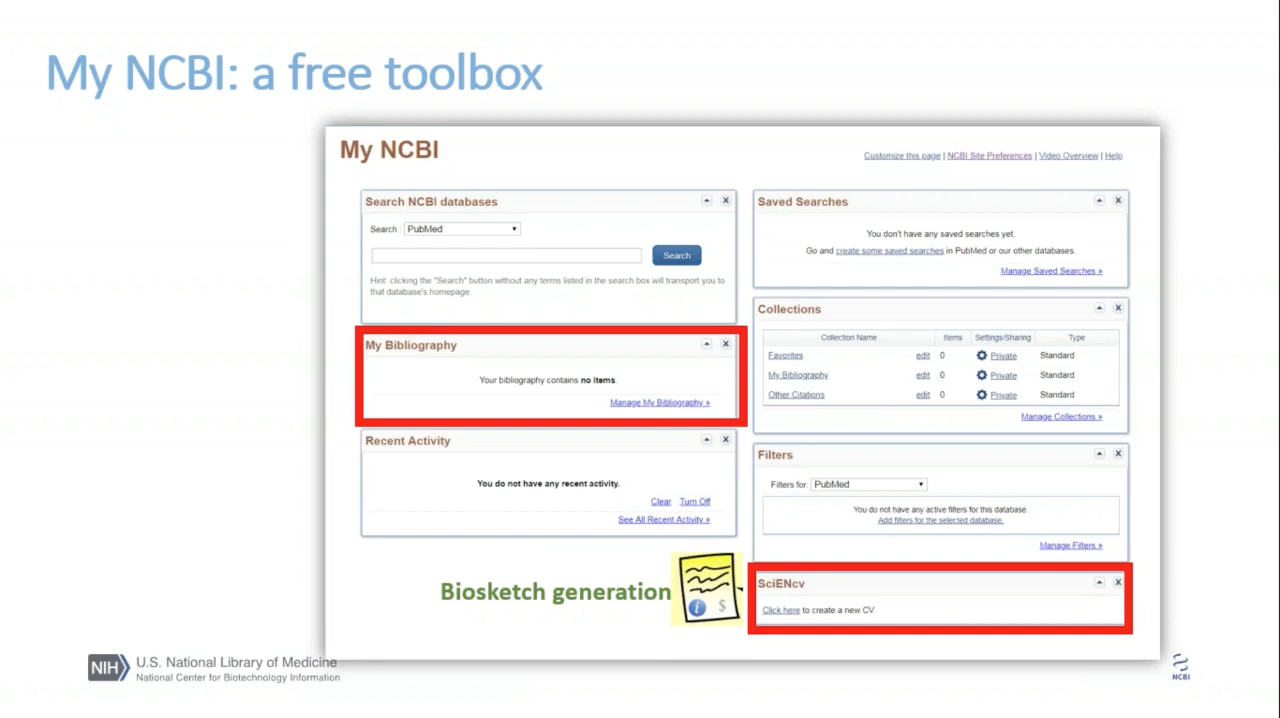 My NCBI: a free toolbox
My NCBI
Customize this page | NCBI Site Preferences | Video Overview | Help
Search NCBI databases
Search : PubMed
Search
Hint: clicking the "Search" button without any terms listed in the search box will transport you to
that database's homepage.
My Bibliography
Your bibliography contains no items.
Manage My Bibliography »
Recent Activity
You do not have any recent activity.
Clear Turn Off
See All Recent Activity »
Saved Searches
You don't have any saved searches yet.
Go and create some saved searches in PubMed or our other databases.
Manage Saved Searches »
Collections
Collection Name Items Settings/Sharing Type
Favorites edit 0 Private Standard
My Bibliography edit 0 Private Standard
Other Citations edit 0 Private Standard
Manage Collections »
Filters
Filters for: PubMed
You do not have any active filters for this database.
Add filters for the selected database.
Manage Filters »
Biosketch generation
i $
SciENcv
Click here to create a new CV.
NIH U.S. National Library of Medicine
National Center for Biotechnology Information
NCBI